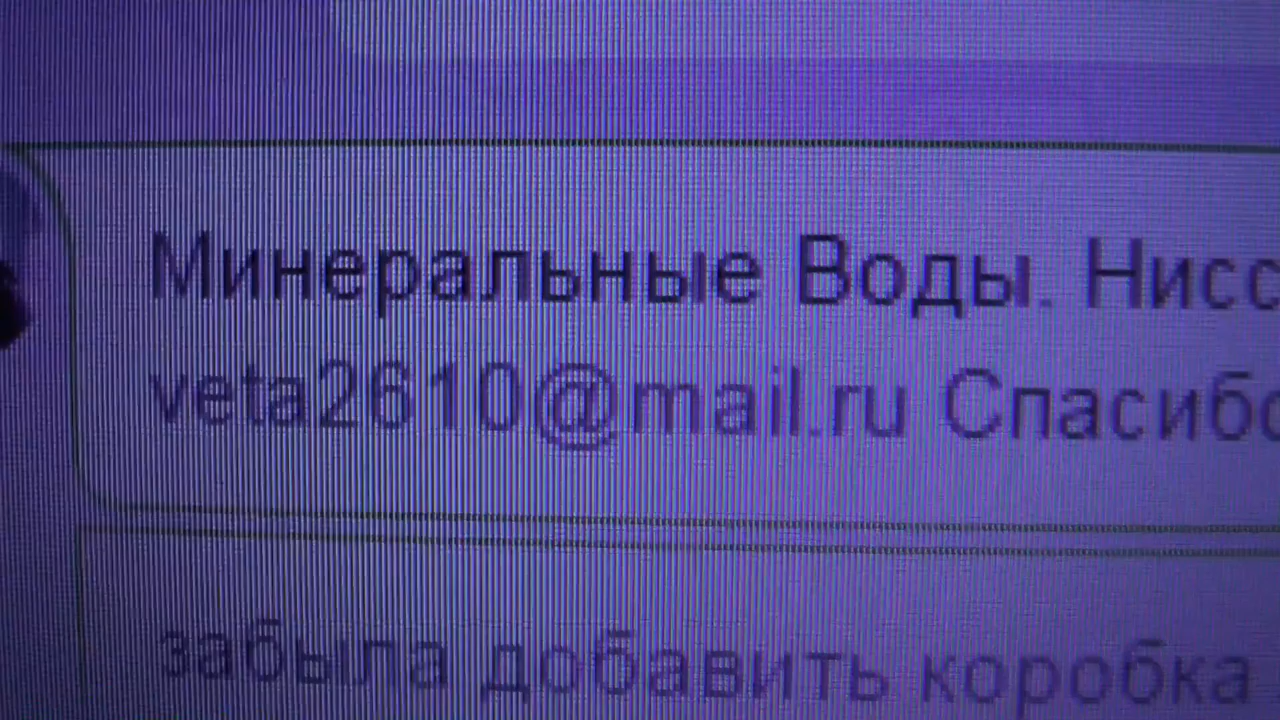 Минеральные Воды. Нисс
veta2610@mail.ru Спасибо
забыла добавить коробка